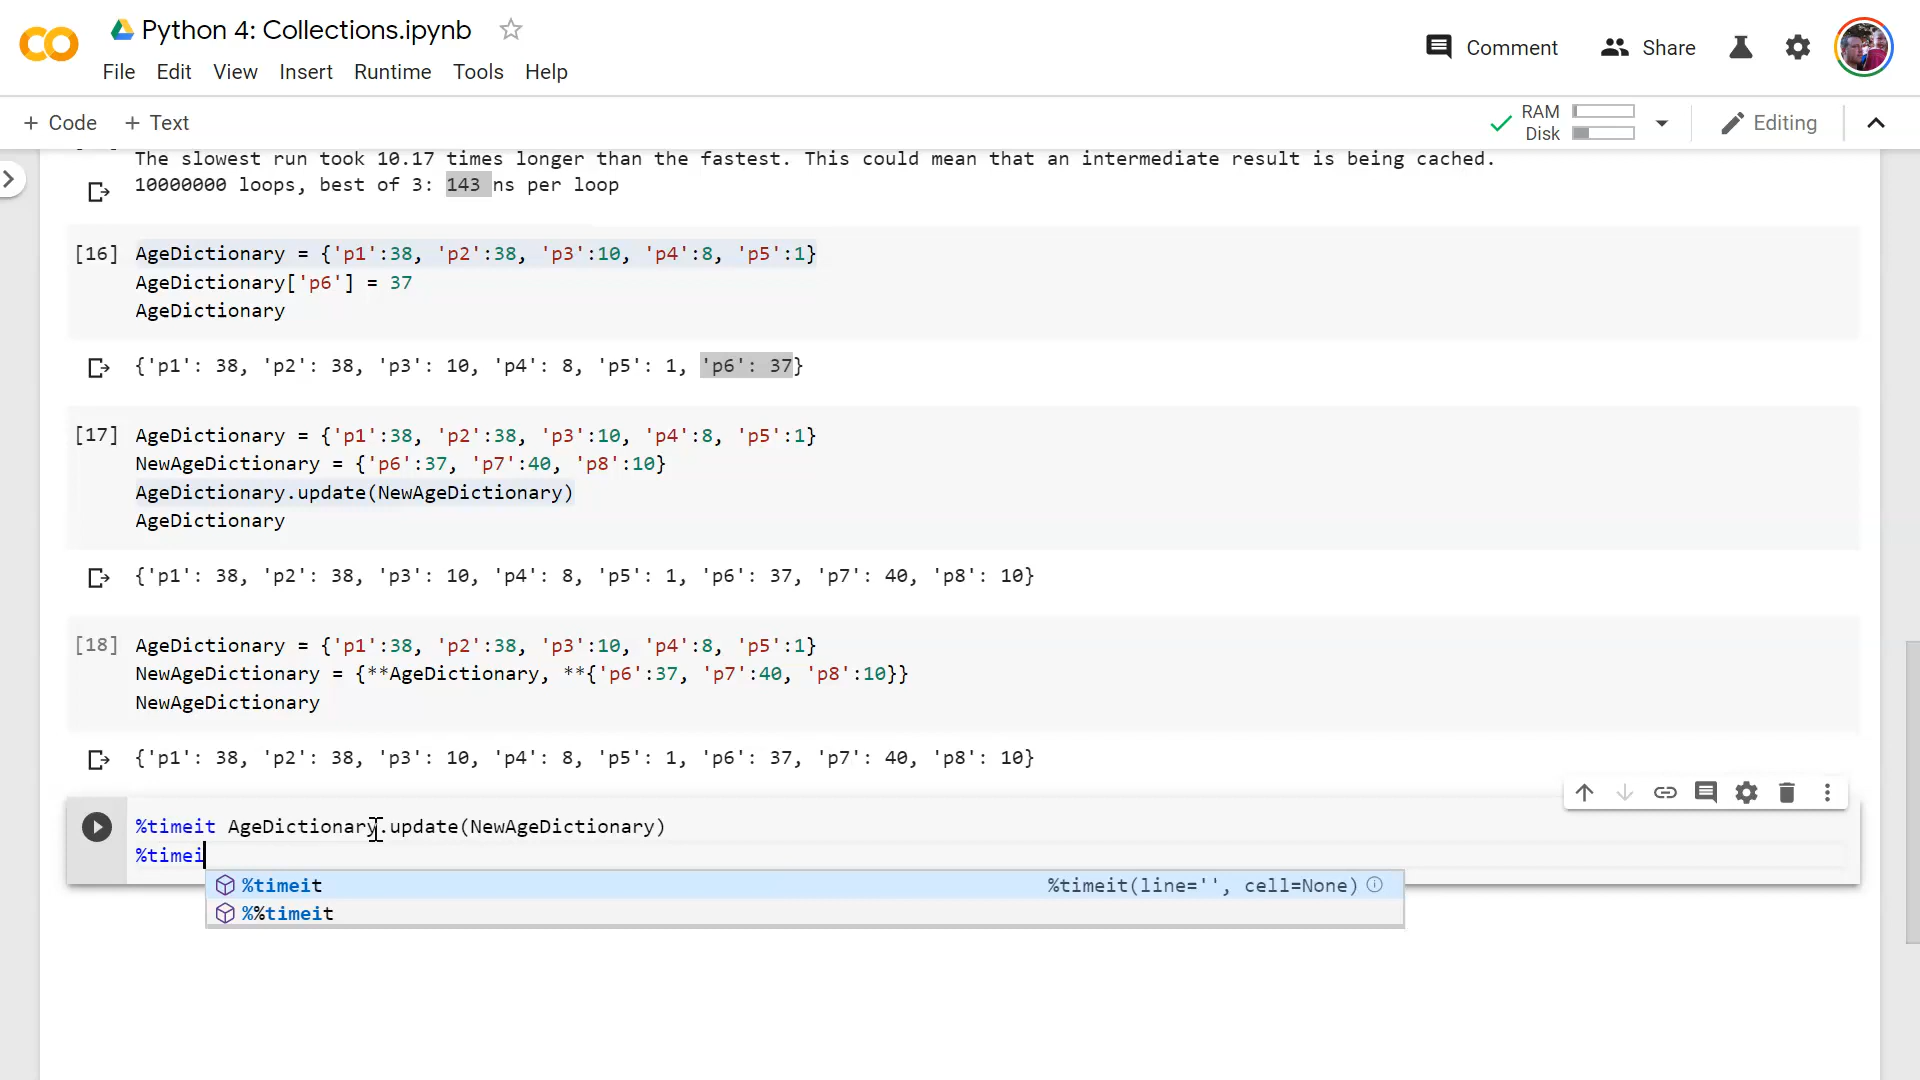 Python 4: Collections.ipynb
File Edit View Insert Runtime Tools Help
Comment Share
+ Code + Text
RAM
Disk
Editing
The slowest run took 10.17 times longer than the fastest. This could mean that an intermediate result is being cached.
10000000 loops, best of 3: 143 ns per loop
[16] AgeDictionary = {'p1':38, 'p2':38, 'p3':10, 'p4':8, 'p5':1}
AgeDictionary['p6'] = 37
AgeDictionary
{'p1': 38, 'p2': 38, 'p3': 10, 'p4': 8, 'p5': 1, 'p6': 37}
[17] AgeDictionary = {'p1':38, 'p2':38, 'p3':10, 'p4':8, 'p5':1}
NewAgeDictionary = {'p6':37, 'p7':40, 'p8':10}
AgeDictionary.update(NewAgeDictionary)
AgeDictionary
{'p1': 38, 'p2': 38, 'p3': 10, 'p4': 8, 'p5': 1, 'p6': 37, 'p7': 40, 'p8': 10}
[18] AgeDictionary = {'p1':38, 'p2':38, 'p3':10, 'p4':8, 'p5':1}
NewAgeDictionary = {**AgeDictionary, **{'p6':37, 'p7':40, 'p8':10}}
NewAgeDictionary
{'p1': 38, 'p2': 38, 'p3': 10, 'p4': 8, 'p5': 1, 'p6': 37, 'p7': 40, 'p8': 10}
%timeit AgeDictionary.update(NewAgeDictionary)
%timei
%timeit %timeit(line='', cell=None)
%%timeit